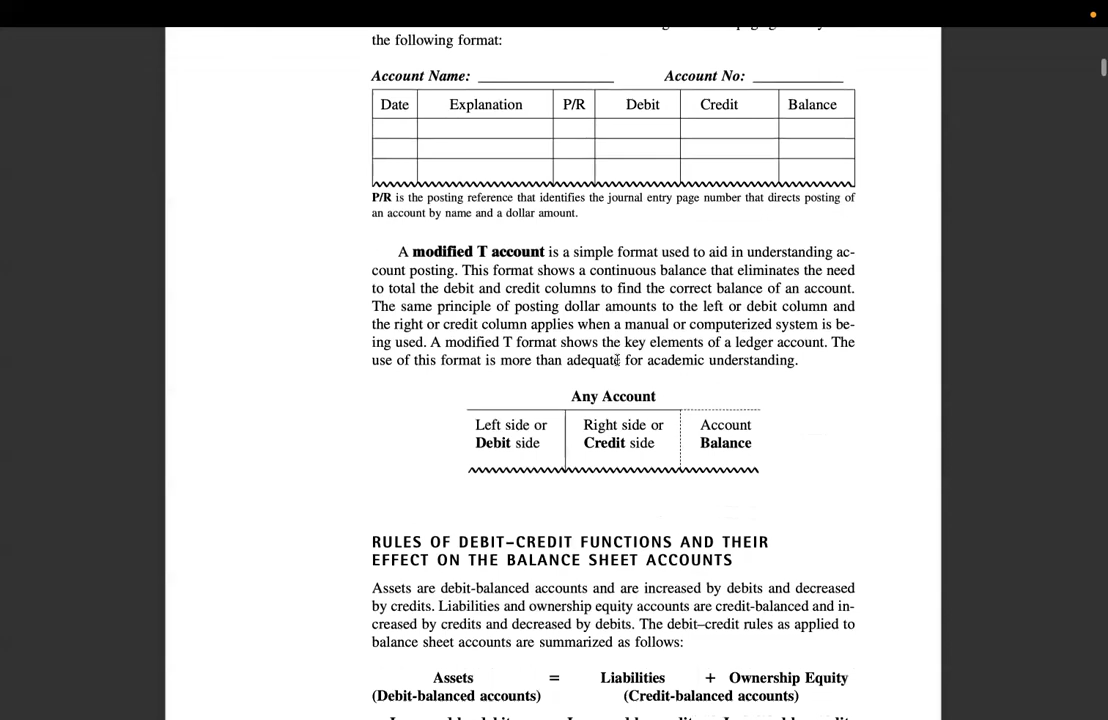 the following format:
Account Name: ________________ Account No: ____________
Date Explanation P/R Debit Credit Balance
P/R is the posting reference that identifies the journal entry page number that directs posting of
an account by name and a dollar amount.
A modified T account is a simple format used to aid in understanding ac-
count posting. This format shows a continuous balance that eliminates the need
to total the debit and credit columns to find the correct balance of an account.
The same principle of posting dollar amounts to the left or debit column and
the right or credit column applies when a manual or computerized system is be-
ing used. A modified T format shows the key elements of a ledger account. The
use of this format is more than adequate for academic understanding.
Any Account
Left side or Right side or Account
Debit side Credit side Balance
RULES OF DEBIT–CREDIT FUNCTIONS AND THEIR
EFFECT ON THE BALANCE SHEET ACCOUNTS
Assets are debit-balanced accounts and are increased by debits and decreased
by credits. Liabilities and ownership equity accounts are credit-balanced and in-
creased by credits and decreased by debits. The debit–credit rules as applied to
balance sheet accounts are summarized as follows:
Assets = Liabilities + Ownership Equity
(Debit-balanced accounts) (Credit-balanced accounts)